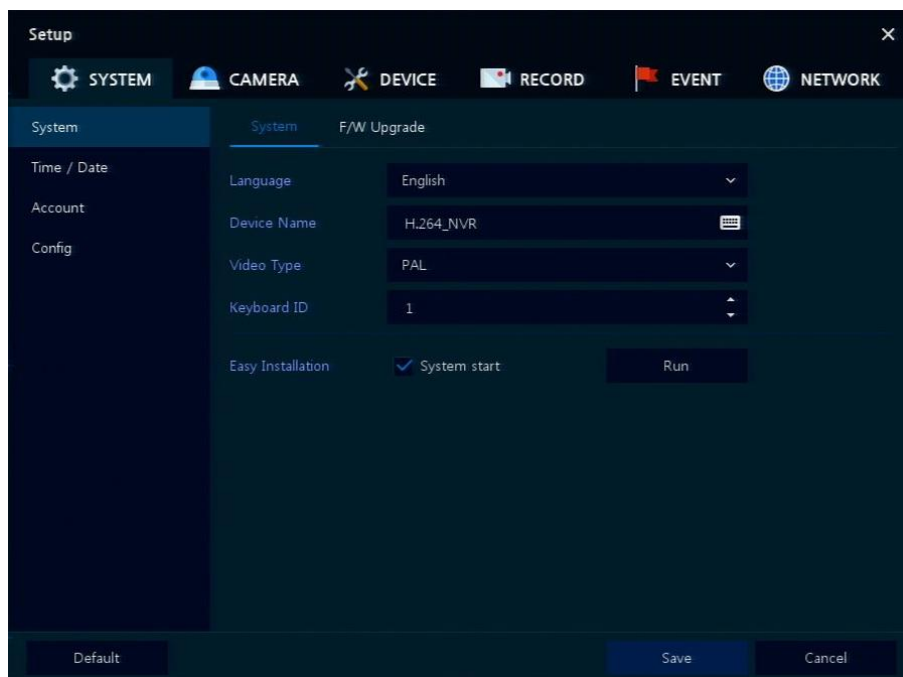 Setup
SYSTEM CAMERA DEVICE RECORD EVENT NETWORK
System
Time / Date
Account
Config
System F/W Upgrade
Language English
Device Name H.264_NVR
Video Type PAL
Keyboard ID 1
Easy Installation System start Run
Default Save Cancel